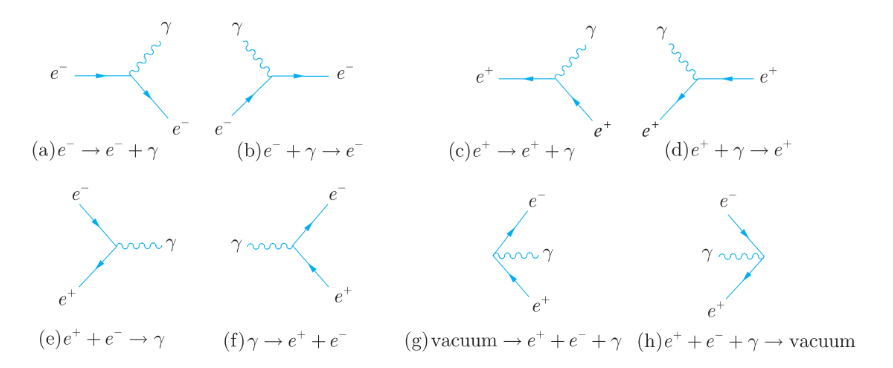 γ γ γ γ
e⁻ e⁻ e⁺ e⁺
e⁻ e⁻ e⁺ e⁺
(a) e⁻ → e⁻ + γ (b) e⁻ + γ → e⁻ (c) e⁺ → e⁺ + γ (d) e⁺ + γ → e⁺
e⁻ e⁻ e⁻ e⁻
γ γ γ γ
e⁺ e⁺ e⁺ e⁺
(e) e⁺ + e⁻ → γ (f) γ → e⁺ + e⁻ (g) vacuum → e⁺ + e⁻ + γ (h) e⁺ + e⁻ + γ → vacuum